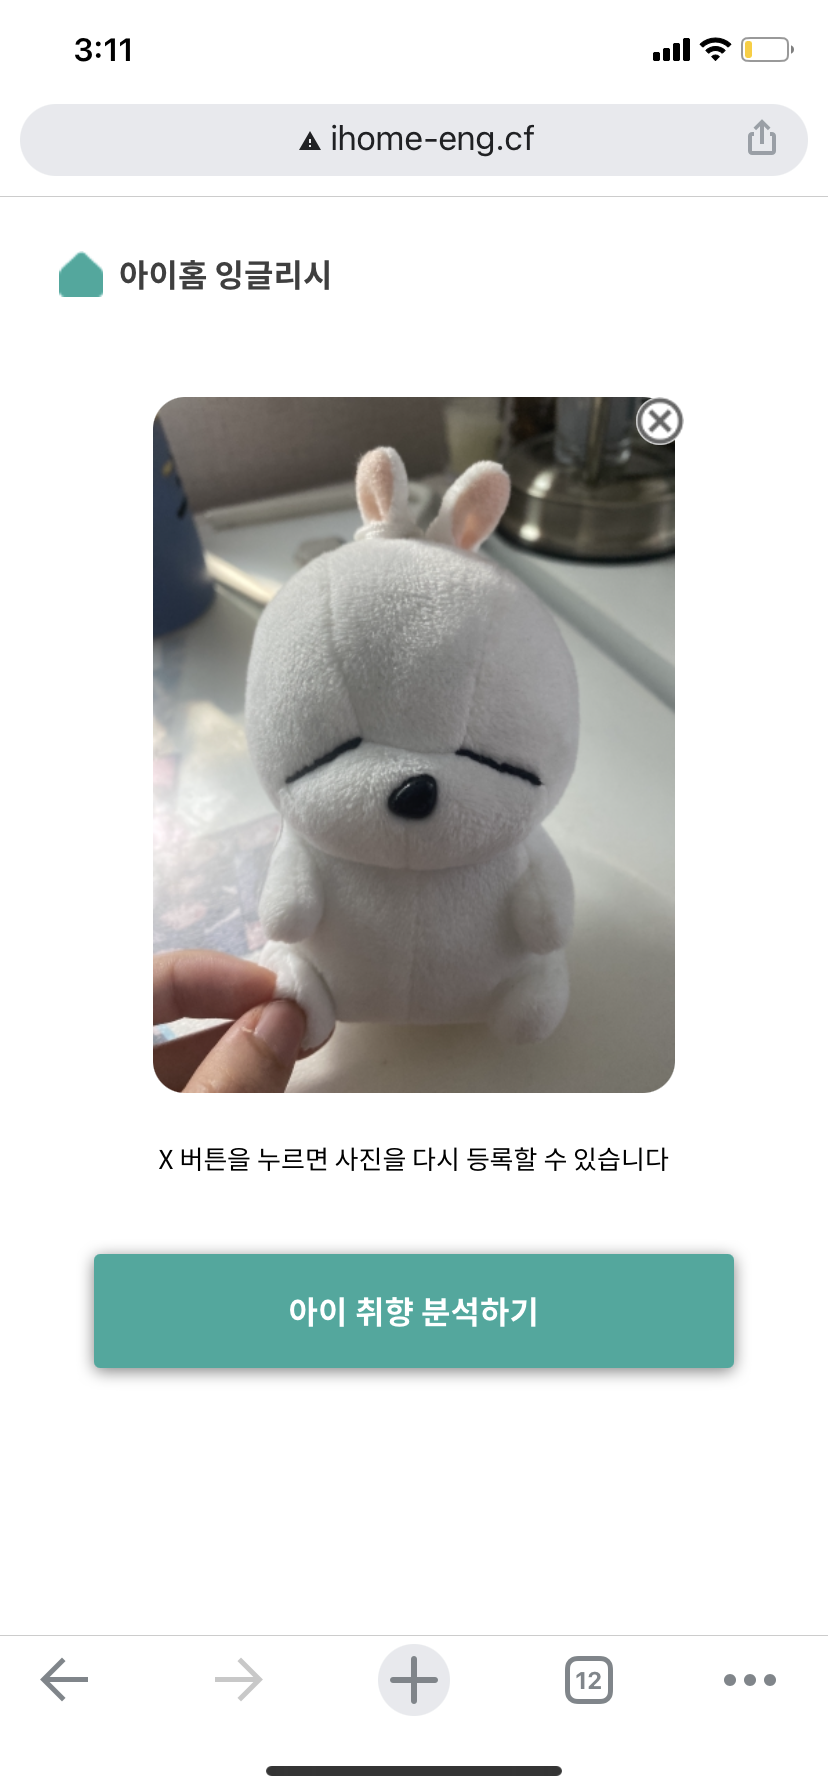 3:11
ihome-eng.cf
아이홈 잉글리시
X 버튼을 누르면 사진을 다시 등록할 수 있습니다
아이 취향 분석하기
12